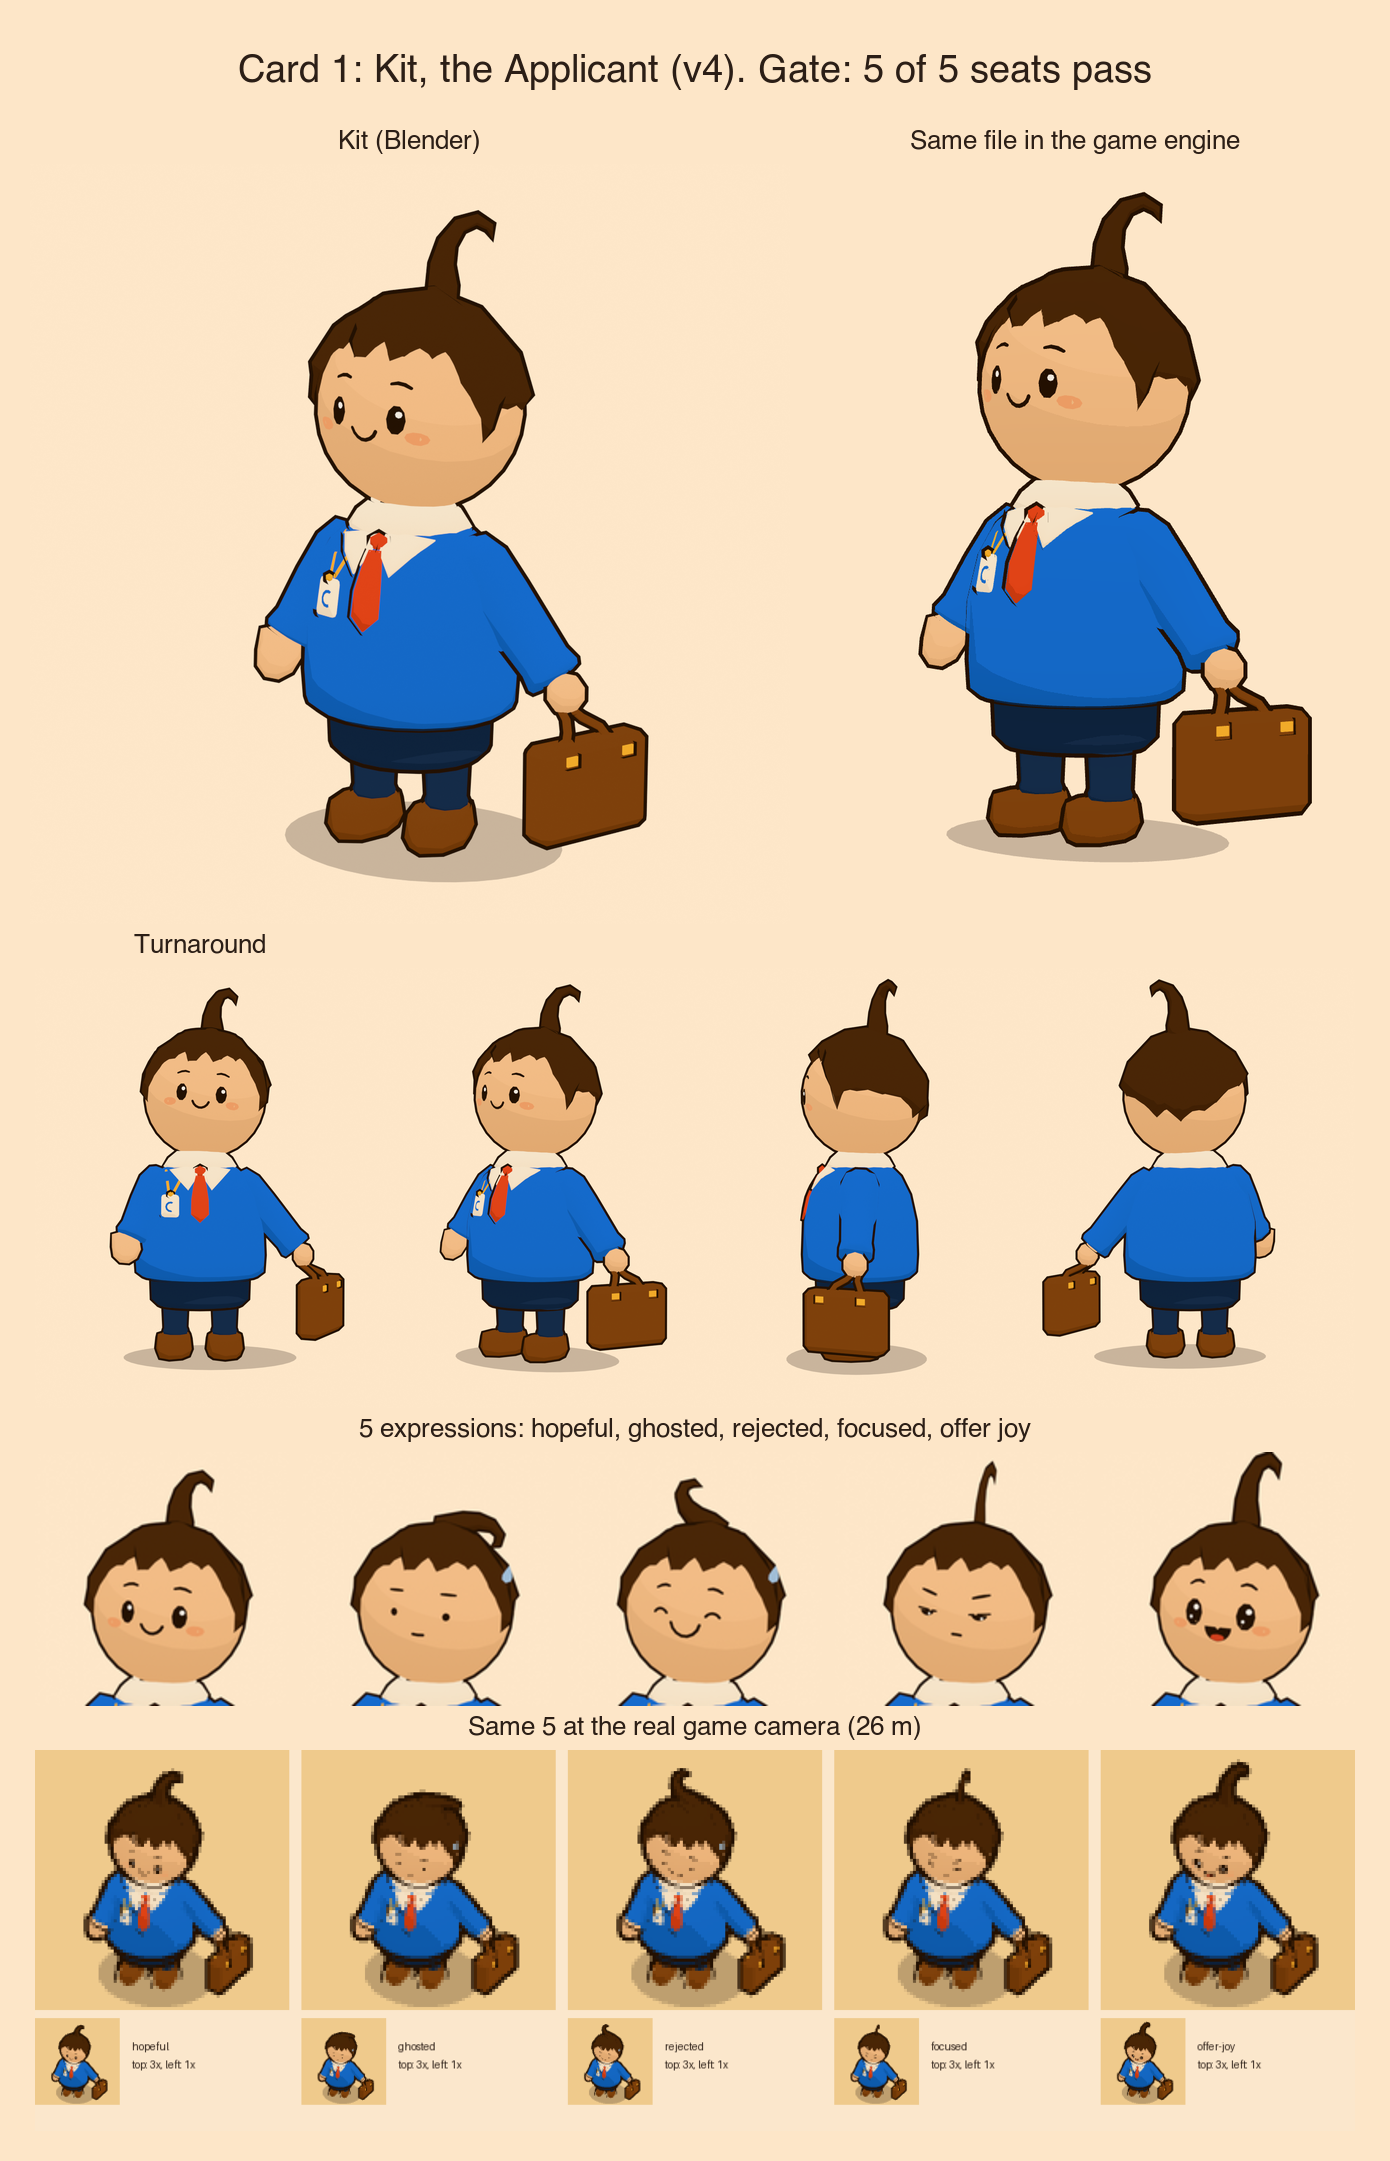 Card 1: Kit, the Applicant (v4). Gate: 5 of 5 seats pass
Kit (Blender)
Same file in the game engine
Turnaround
5 expressions: hopeful, ghosted, rejected, focused, offer joy
Same 5 at the real game camera (26 m)
hopeful
top: 3x, left: 1x
ghosted
top: 3x, left: 1x
rejected
top: 3x, left: 1x
focused
top: 3x, left: 1x
offer-joy
top: 3x, left: 1x